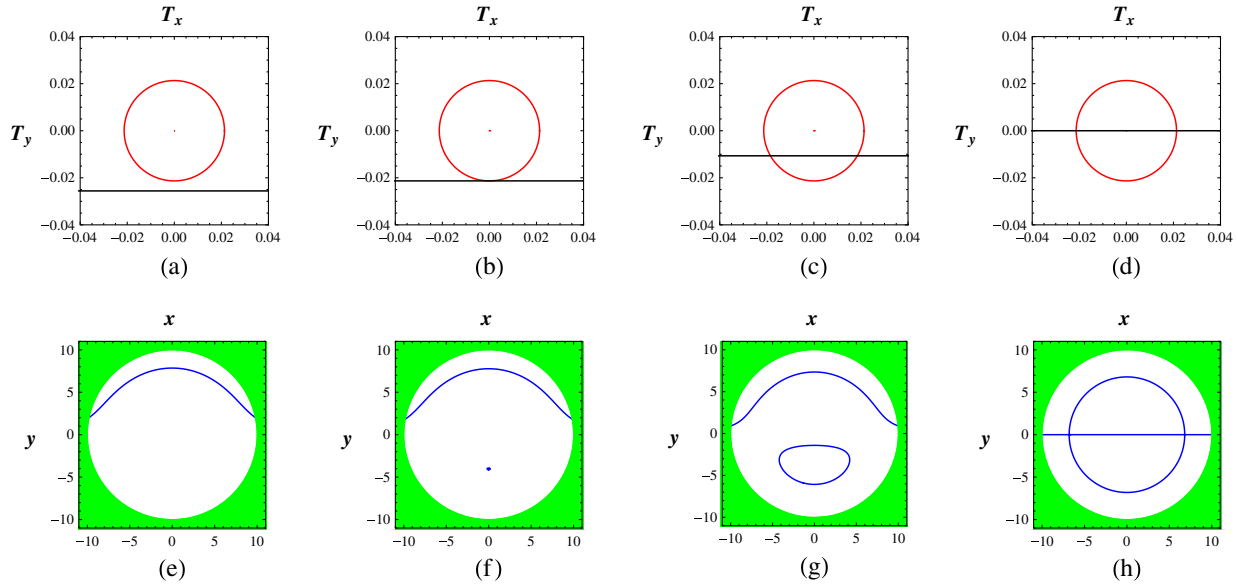 T_x T_x T_x T_x
0.04 0.04 0.04 0.04
0.02 0.02 0.02 0.02
T_y 0.00 T_y 0.00 T_y 0.00 T_y 0.00
−0.02 −0.02 −0.02 −0.02
−0.04 −0.04 −0.04 −0.04
−0.04 −0.02 0.00 0.02 0.04 −0.04 −0.02 0.00 0.02 0.04 −0.04 −0.02 0.00 0.02 0.04 −0.04 −0.02 0.00 0.02 0.04
(a) (b) (c) (d)
x x x x
10 10 10 10
5 5 5 5
y 0 y 0 y 0 y 0
−5 −5 −5 −5
−10 −10 −10 −10
−10 −5 0 5 10 −10 −5 0 5 10 −10 −5 0 5 10 −10 −5 0 5 10
(e) (f) (g) (h)